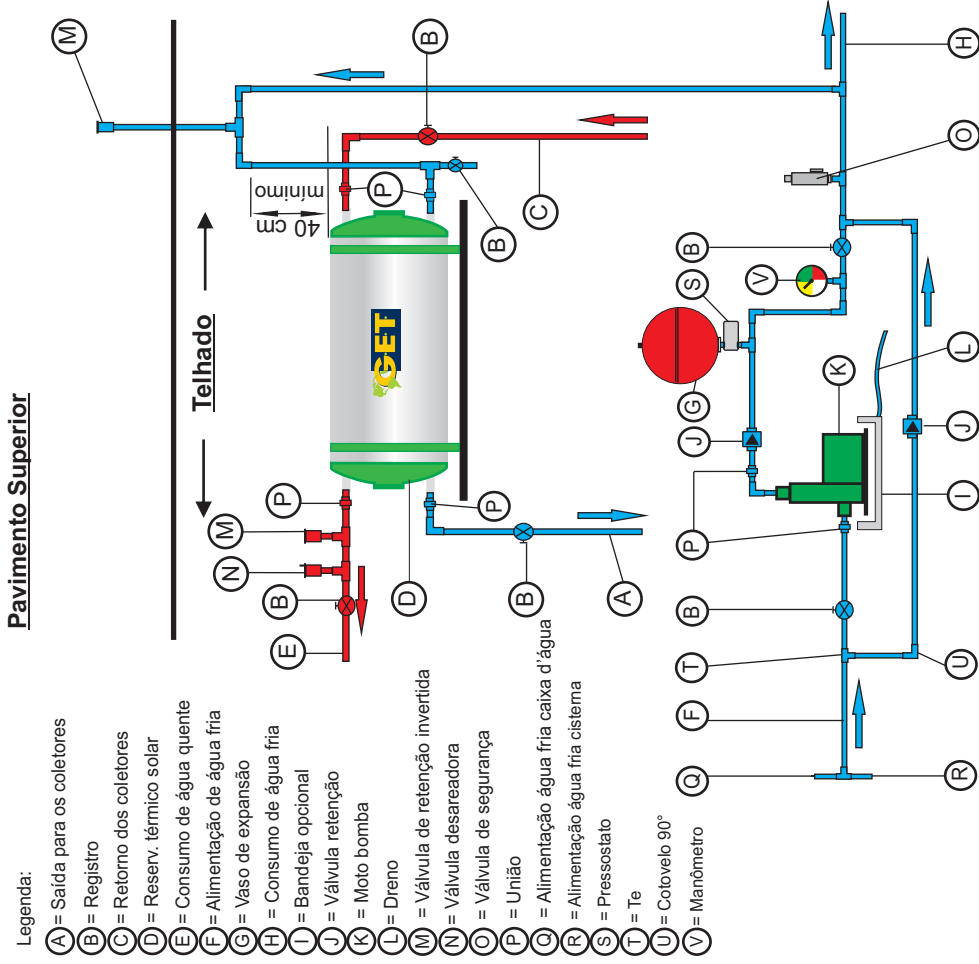 Pavimento Superior
Telhado
40 cm
mínimo
GET
M
B
P
C
B
P
M
N
B
E
D
P
B
A
H
O
B
V
S
G
K
L
J
P
J
I
B
T
F
Q
R
U
Legenda:
A = Saída para os coletores
B = Registro
C = Retorno dos coletores
D = Reserv. térmico solar
E = Consumo de água quente
F = Alimentação de água fria
G = Vaso de expansão
H = Consumo de água fria
I = Bandeja opcional
J = Válvula retenção
K = Moto bomba
L = Dreno
M = Válvula de retenção invertida
N = Válvula desareadora
O = Válvula de segurança
P = União
Q = Alimentação água fria caixa d'água
R = Alimentação água fria cisterna
S = Pressostato
T = Te
U = Cotovelo 90°
V = Manômetro